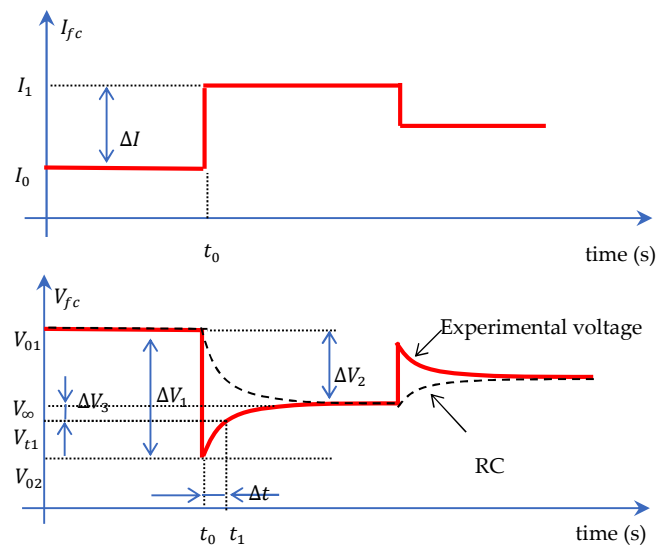 I_fc
I_1
ΔI
I_0
t_0
time (s)
V_fc
V_01
Experimental voltage
ΔV_2
ΔV_1
V_∞
ΔV_3
V_t1
RC
V_02
Δt
t_0
t_1
time (s)